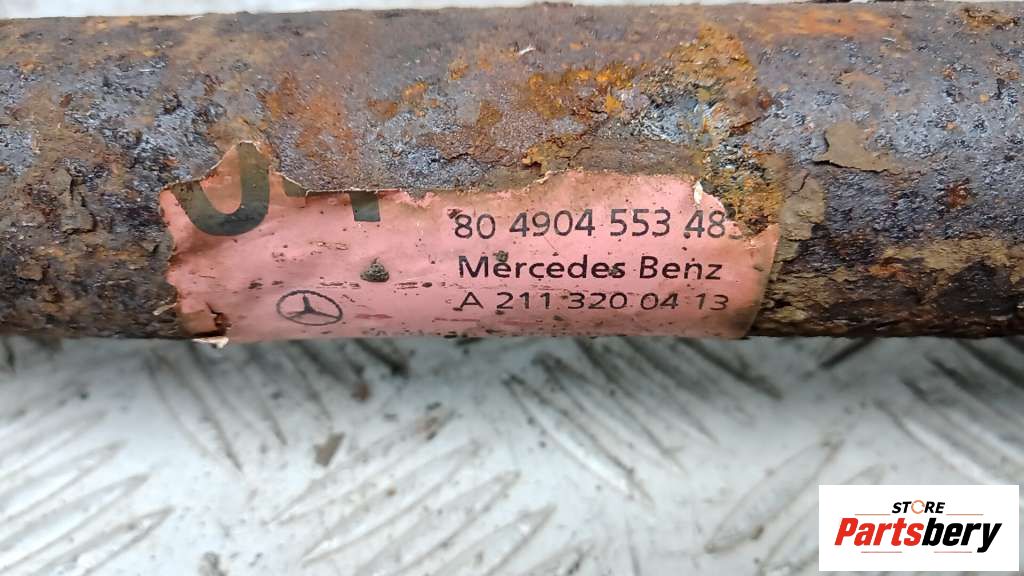 80 4904 553 48
Mercedes Benz
A 211 320 04 13
STORE
Partsbery